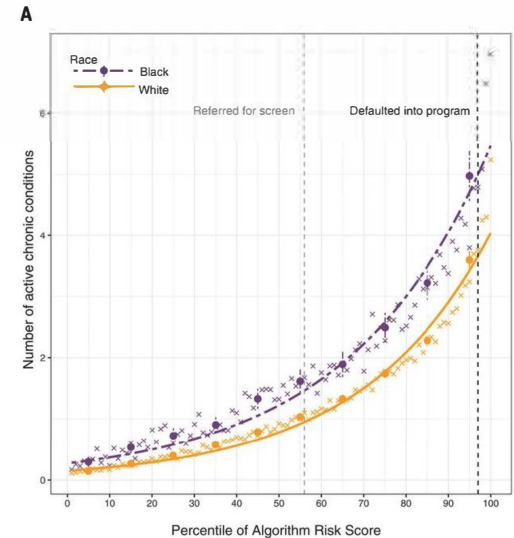 A
Race
Black
White
Referred for screen
Defaulted into program
Number of active chronic conditions
6
4
2
0
0 10 20 30 40 50 60 70 80 90 100
Percentile of Algorithm Risk Score